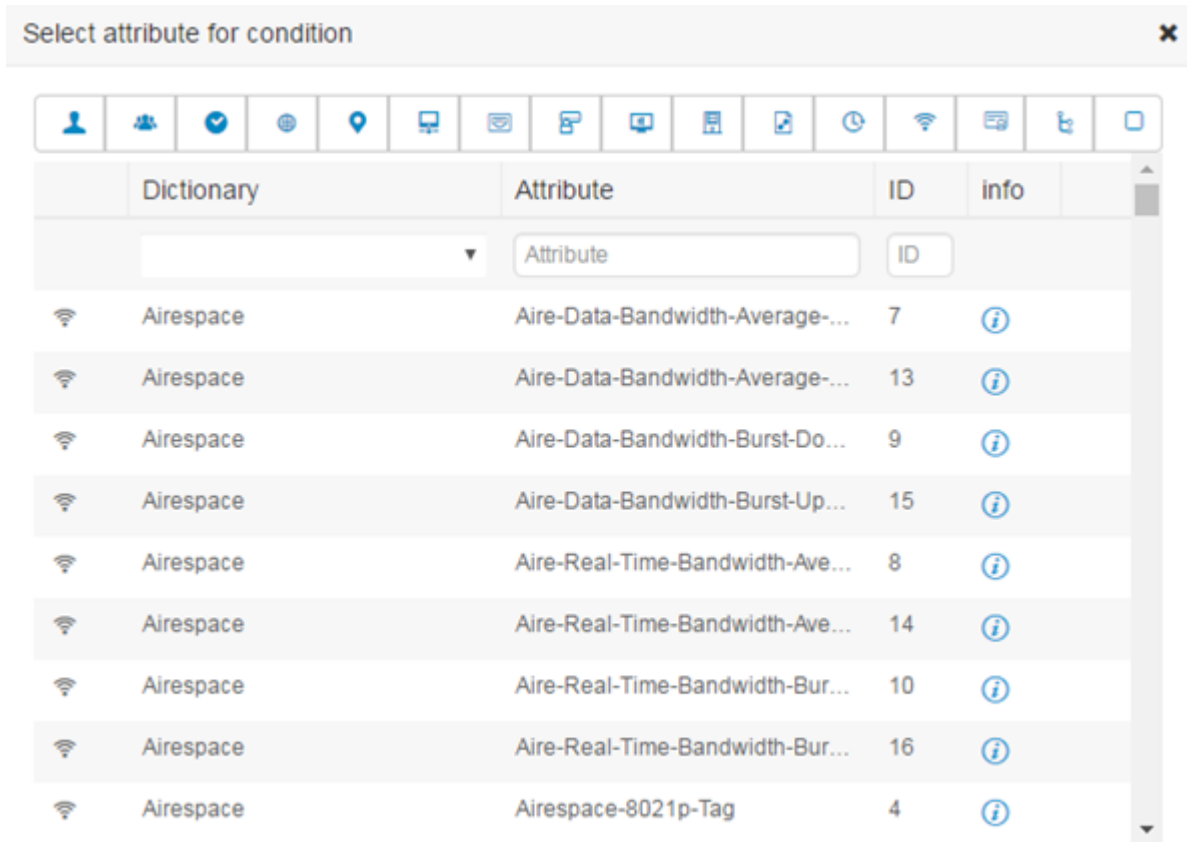 Select attribute for condition
Dictionary Attribute ID info
Attribute ID
Airespace Aire-Data-Bandwidth-Average-... 7
Airespace Aire-Data-Bandwidth-Average-... 13
Airespace Aire-Data-Bandwidth-Burst-Do... 9
Airespace Aire-Data-Bandwidth-Burst-Up... 15
Airespace Aire-Real-Time-Bandwidth-Ave... 8
Airespace Aire-Real-Time-Bandwidth-Ave... 14
Airespace Aire-Real-Time-Bandwidth-Bur... 10
Airespace Aire-Real-Time-Bandwidth-Bur... 16
Airespace Airespace-8021p-Tag 4